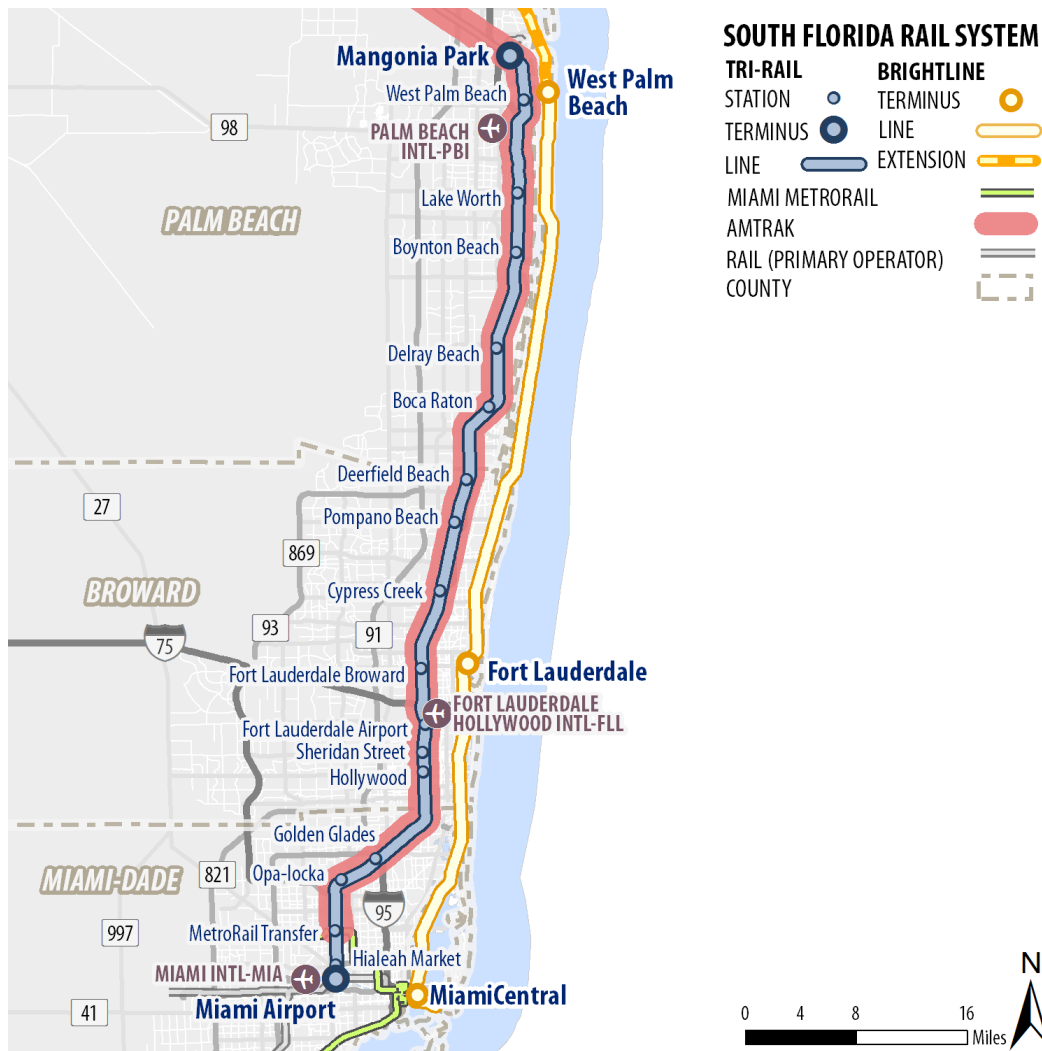 Mangonia Park
West Palm Beach
West Palm
Beach
PALM BEACH
INTL-PBI
98
Lake Worth
PALM BEACH
Boynton Beach
Delray Beach
Boca Raton
Deerfield Beach
27
Pompano Beach
869
Cypress Creek
BROWARD
93
91
75
Fort Lauderdale Broward
Fort Lauderdale
FORT LAUDERDALE
HOLLYWOOD INTL-FLL
Fort Lauderdale Airport
Sheridan Street
Hollywood
Golden Glades
Opa-locka
MIAMI-DADE
821
95
997
MetroRail Transfer
Hialeah Market
MIAMI INTL-MIA
Miami Airport
MiamiCentral
41
SOUTH FLORIDA RAIL SYSTEM
TRI-RAIL
STATION
TERMINUS
LINE
BRIGHTLINE
TERMINUS
LINE
EXTENSION
MIAMI METRORAIL
AMTRAK
RAIL (PRIMARY OPERATOR)
COUNTY
N
0 4 8 16
Miles